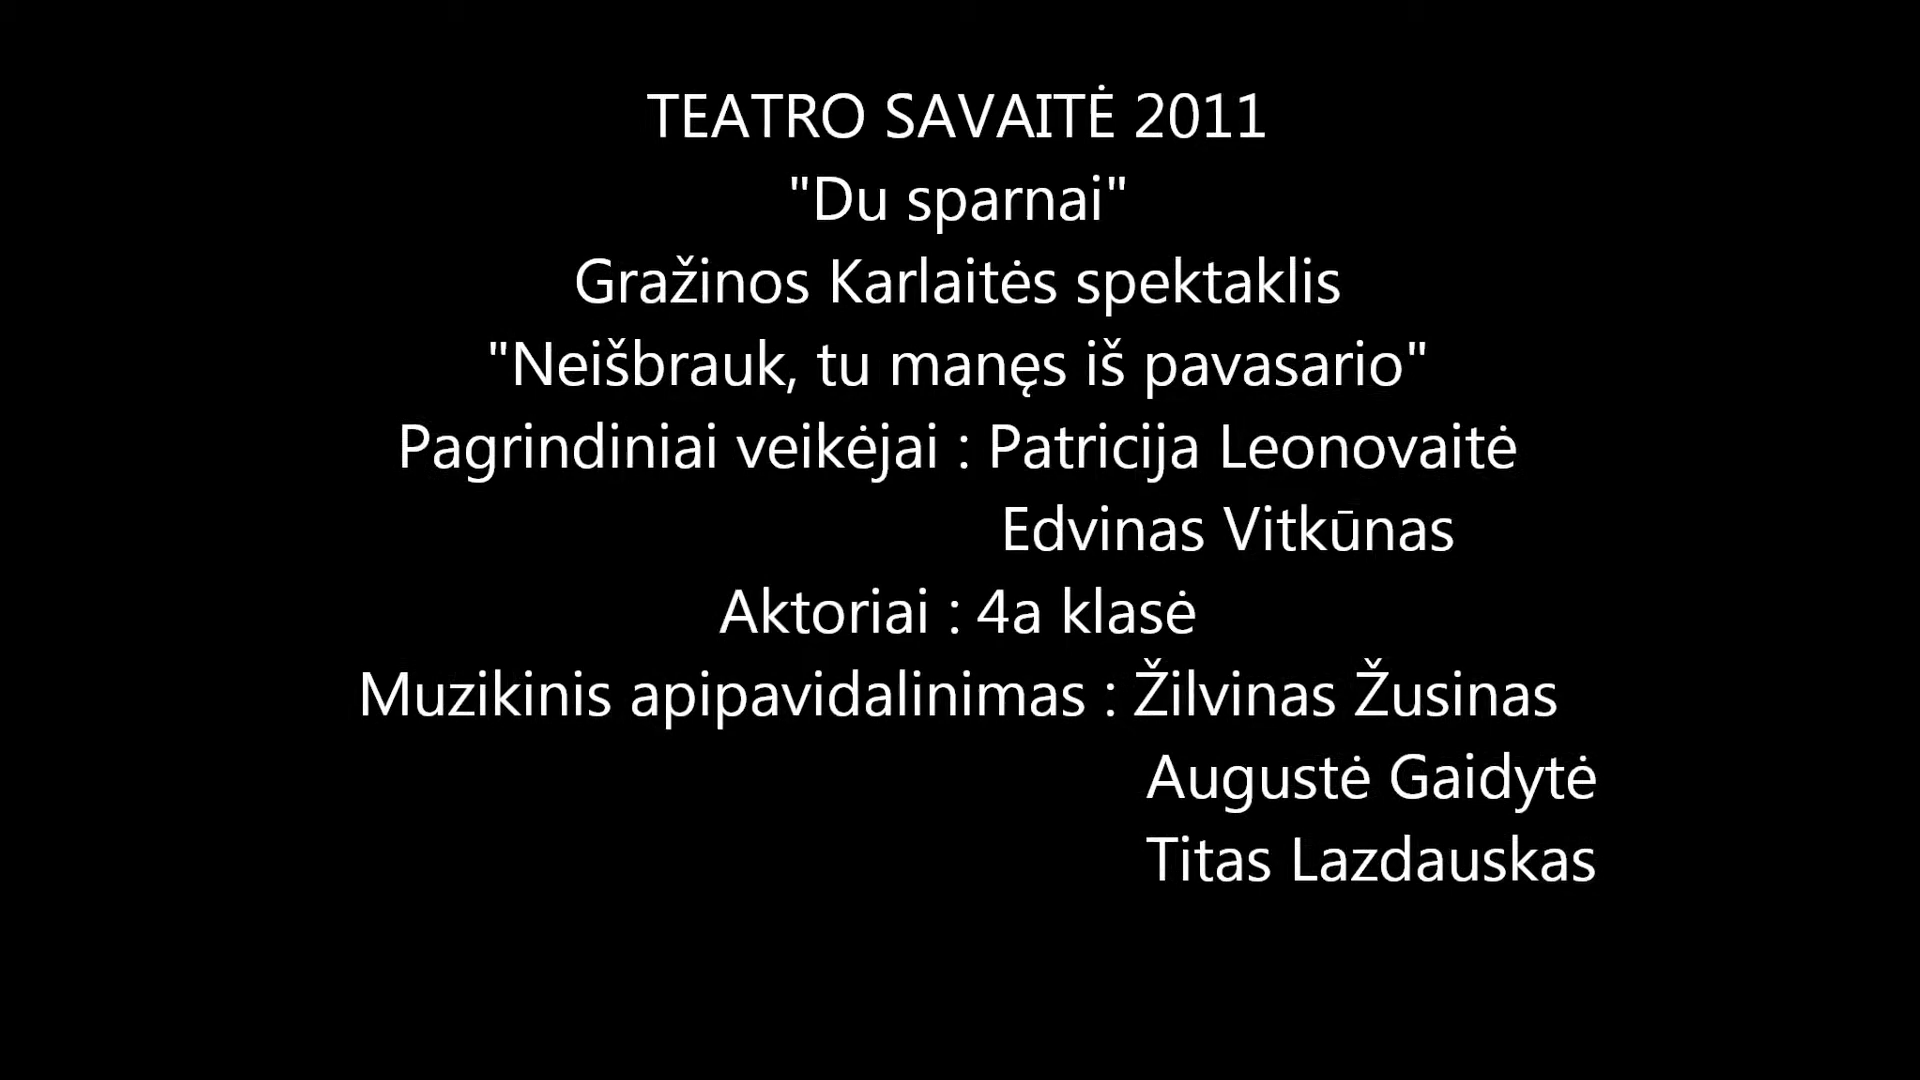 TEATRO SAVAITĖ 2011
"Du sparnai"
Gražinos Karlaitės spektaklis
"Neišbrauk, tu manęs iš pavasario"
Pagrindiniai veikėjai : Patricija Leonovaitė
Edvinas Vitkūnas
Aktoriai : 4a klasė
Muzikinis apipavidalinimas : Žilvinas Žusinas
Augustė Gaidytė
Titas Lazdauskas